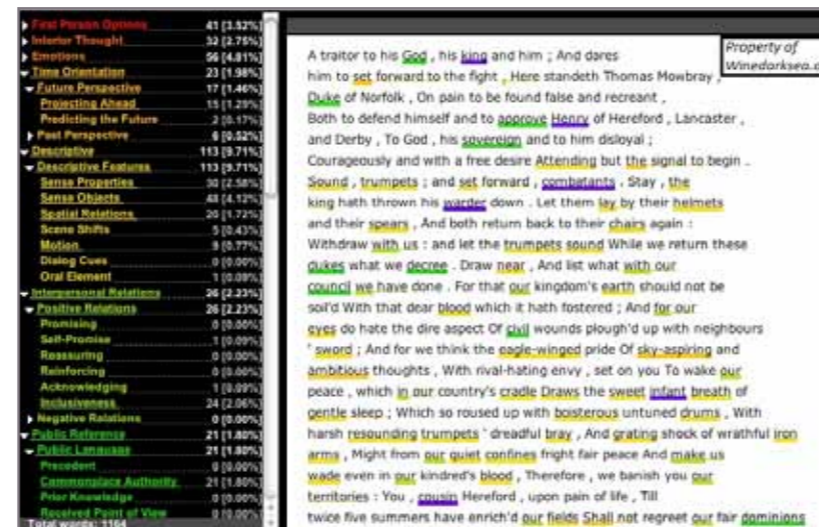 First Person Options 41 [3.52%]
Interior Thought 32 [2.75%]
Emotions 56 [4.81%]
Time Orientation 23 [1.98%]
Future Perspective 17 [1.46%]
Projecting Ahead 15 [1.29%]
Predicting the Future 2 [0.17%]
Past Perspective 6 [0.52%]
Descriptive 113 [9.71%]
Descriptive Features 113 [9.71%]
Sense Properties 30 [2.58%]
Sense Objects 48 [4.12%]
Spatial Relations 20 [1.72%]
Scene Shifts 5 [0.43%]
Motion 9 [0.77%]
Dialog Cues 0 [0.00%]
Oral Element 1 [0.09%]
Interpersonal Relations 26 [2.23%]
Positive Relations 26 [2.23%]
Promising 0 [0.00%]
Self-Promise 1 [0.09%]
Reassuring 0 [0.00%]
Reinforcing 0 [0.00%]
Acknowledging 1 [0.09%]
Inclusiveness 24 [2.06%]
Negative Relations 0 [0.00%]
Public Reference 21 [1.80%]
Public Language 21 [1.80%]
Precedent 0 [0.00%]
Commonplace Authority 21 [1.80%]
Prior Knowledge 0 [0.00%]
Received Point of View 0 [0.00%]
Total words: 1164
Property of
Winedarksea.o
A traitor to his God , his king and him ; And dares
him to set forward to the fight , Here standeth Thomas Mowbray ,
Duke of Norfolk , On pain to be found false and recreant ,
Both to defend himself and to approve Henry of Hereford , Lancaster ,
and Derby , To God , his sovereign and to him disloyal ;
Courageously and with a free desire Attending but the signal to begin .
Sound , trumpets ; and set forward , combatants . Stay , the
king hath thrown his warder down . Let them lay by their helmets
and their spears , And both return back to their chairs again :
Withdraw with us : and let the trumpets sound While we return these
dukes what we decree . Draw near , And list what with our
council we have done . For that our kingdom's earth should not be
soil'd With that dear blood which it hath fostered ; And for our
eyes do hate the dire aspect Of civil wounds plough'd up with neighbours
' sword ; And for we think the eagle-winged pride Of sky-aspiring and
ambitious thoughts , With rival-hating envy , set on you To wake our
peace , which in our country's cradle Draws the sweet infant breath of
gentle sleep ; Which so roused up with boisterous untuned drums , With
harsh resounding trumpets ' dreadful bray , And grating shock of wrathful iron
arms , Might from our quiet confines fright fair peace And make us
wade even in our kindred's blood , Therefore , we banish you our
territories : You , cousin Hereford , upon pain of life , Till
twice five summers have enrich'd our fields Shall not regreet our fair dominions